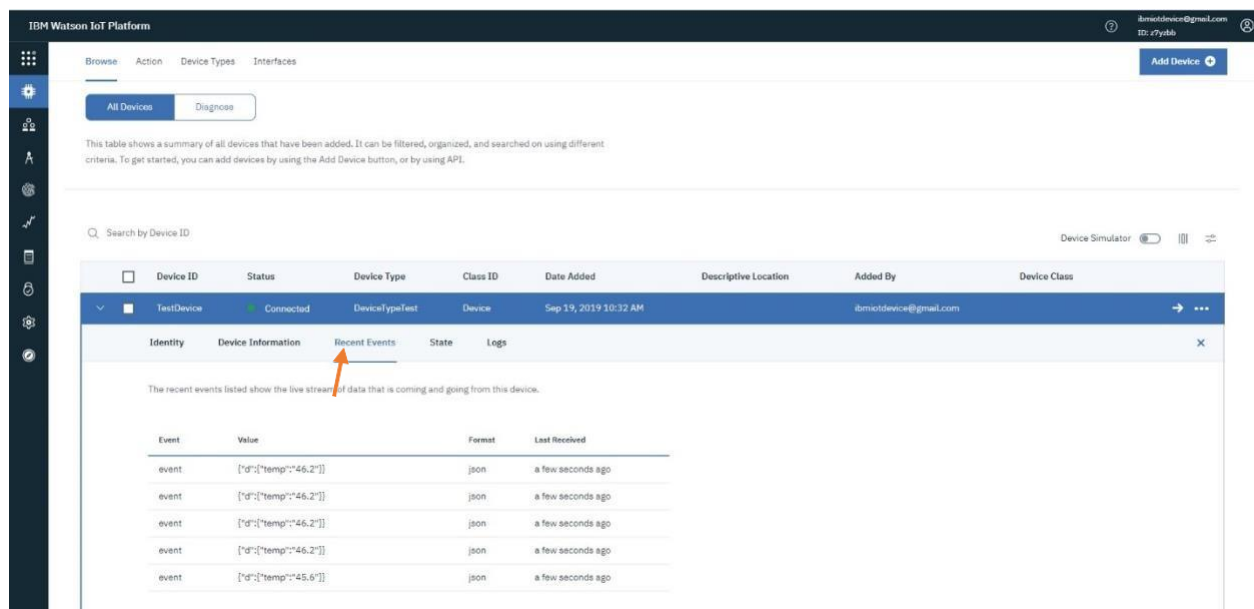 IBM Watson IoT Platform
ibmiotdevice@gmail.com
ID: z7yzbb
Browse Action Device Types Interfaces
Add Device
All Devices Diagnose
This table shows a summary of all devices that have been added. It can be filtered, organized, and searched on using different
criteria. To get started, you can add devices by using the Add Device button, or by using API.
Search by Device ID
Device Simulator
Device ID Status Device Type Class ID Date Added Descriptive Location Added By Device Class
TestDevice Connected DeviceTypeTest Device Sep 19, 2019 10:32 AM ibmiotdevice@gmail.com
Identity Device Information Recent Events State Logs
The recent events listed show the live stream of data that is coming and going from this device.
Event Value Format Last Received
event {"d":{"temp":"46.2"}} json a few seconds ago
event {"d":{"temp":"46.2"}} json a few seconds ago
event {"d":{"temp":"46.2"}} json a few seconds ago
event {"d":{"temp":"46.2"}} json a few seconds ago
event {"d":{"temp":"45.6"}} json a few seconds ago